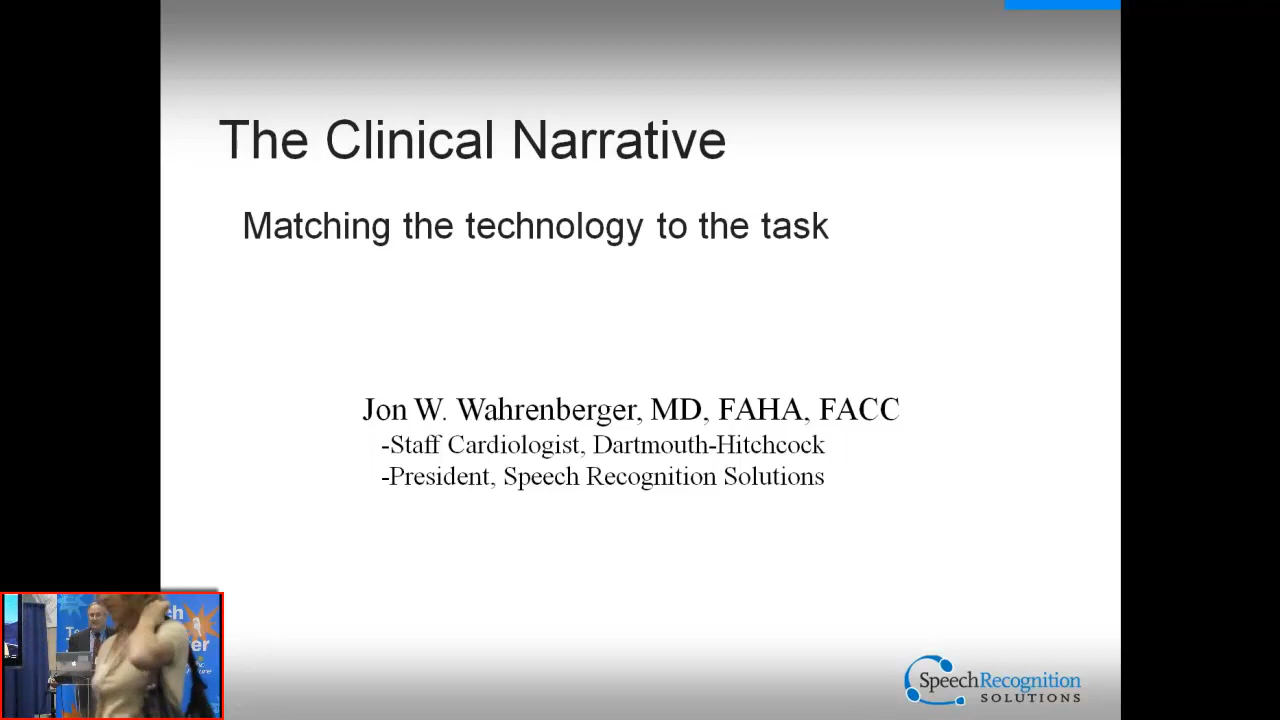 The Clinical Narrative
Matching the technology to the task
Jon W. Wahrenberger, MD, FAHA, FACC
-Staff Cardiologist, Dartmouth-Hitchcock
-President, Speech Recognition Solutions
SpeechRecognition
SOLUTIONS